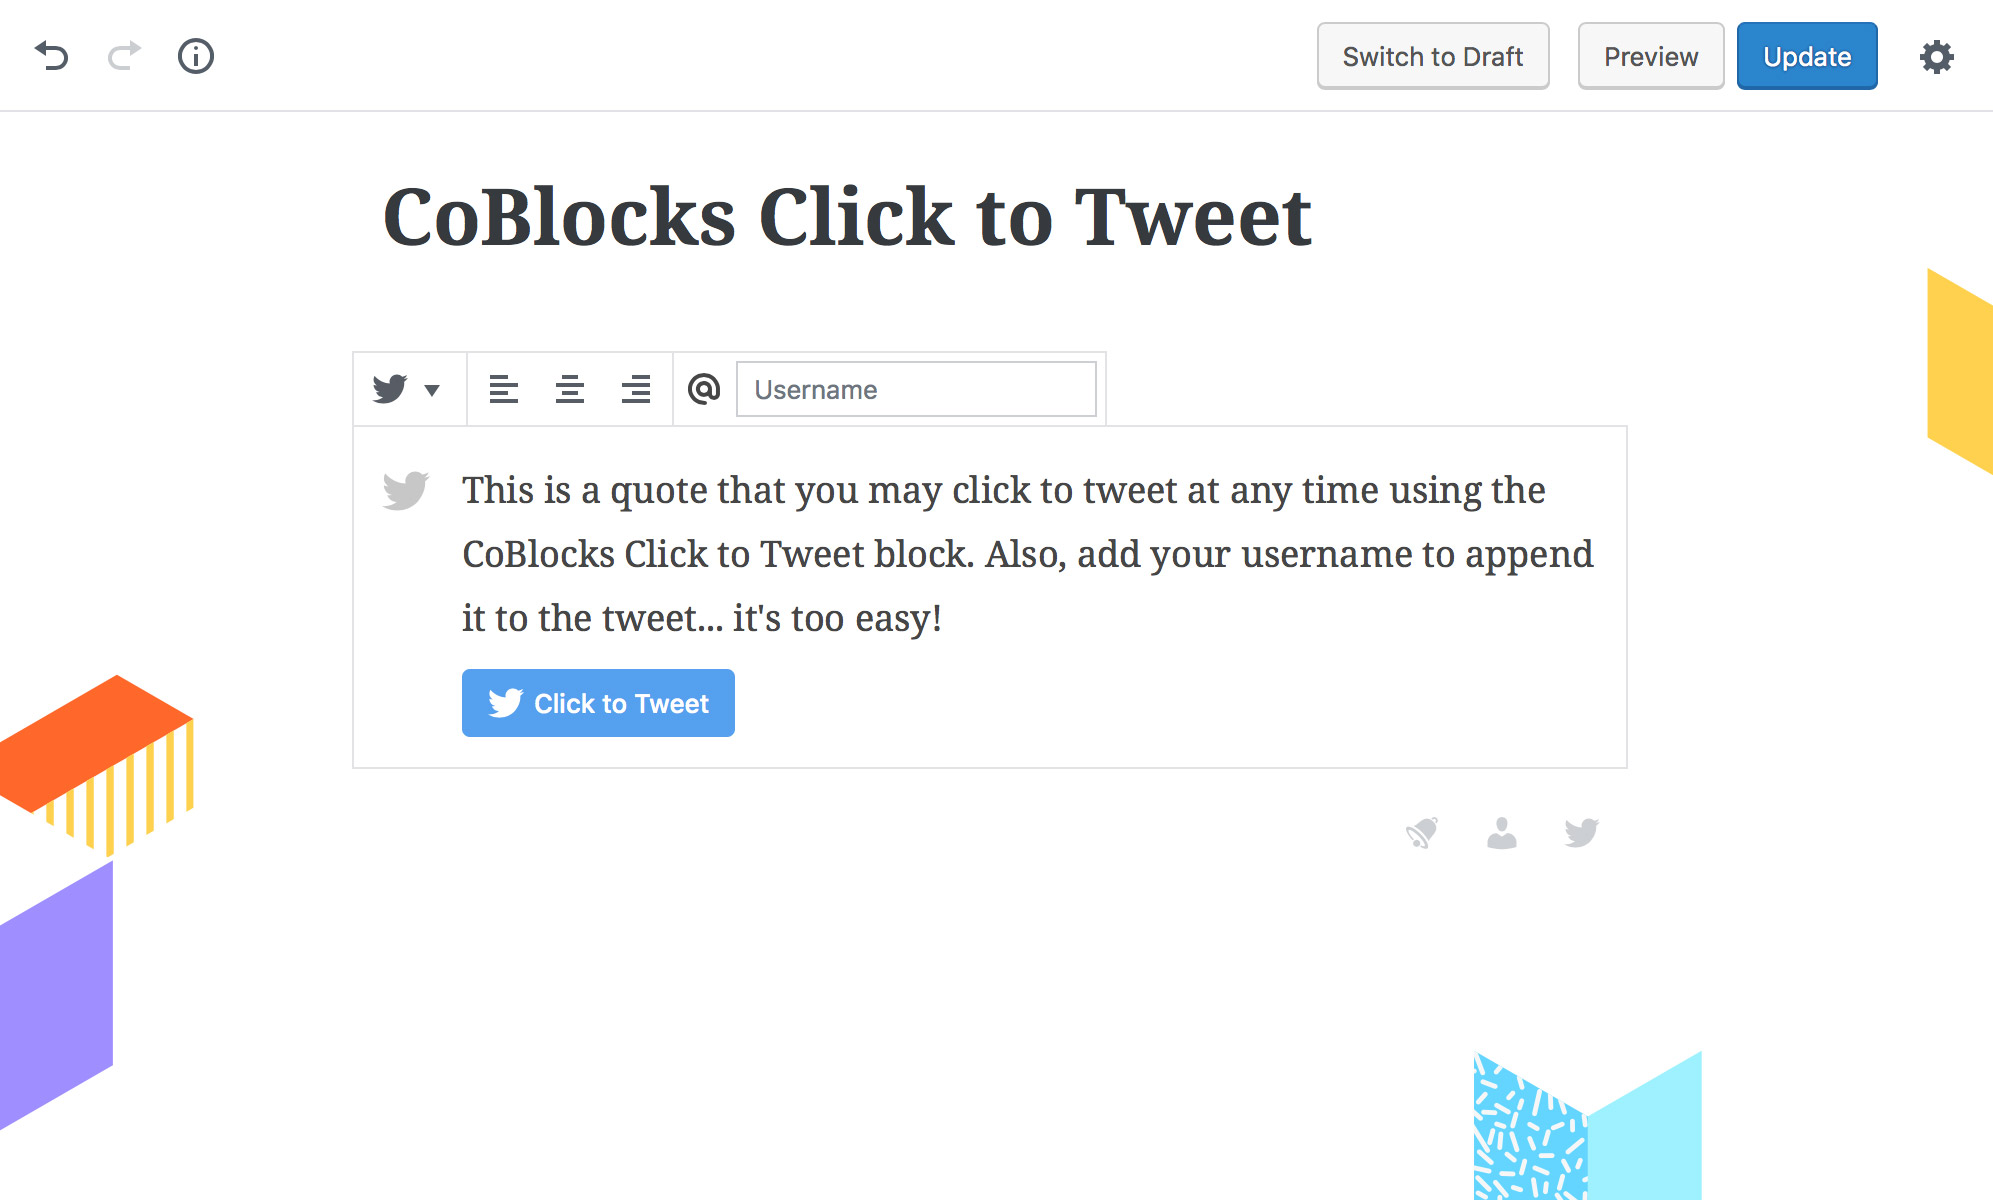 Switch to Draft
Preview
Update
CoBlocks Click to Tweet
@ Username
This is a quote that you may click to tweet at any time using the
CoBlocks Click to Tweet block. Also, add your username to append
it to the tweet... it's too easy!
Click to Tweet